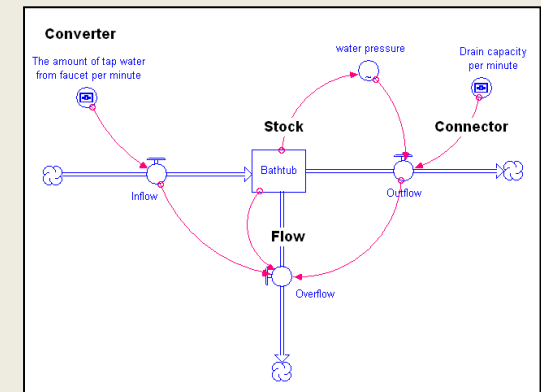 Converter
The amount of tap water
from faucet per minute
water pressure
Drain capacity
per minute
Stock
Connector
Bathtub
Inflow
Outflow
Flow
Overflow